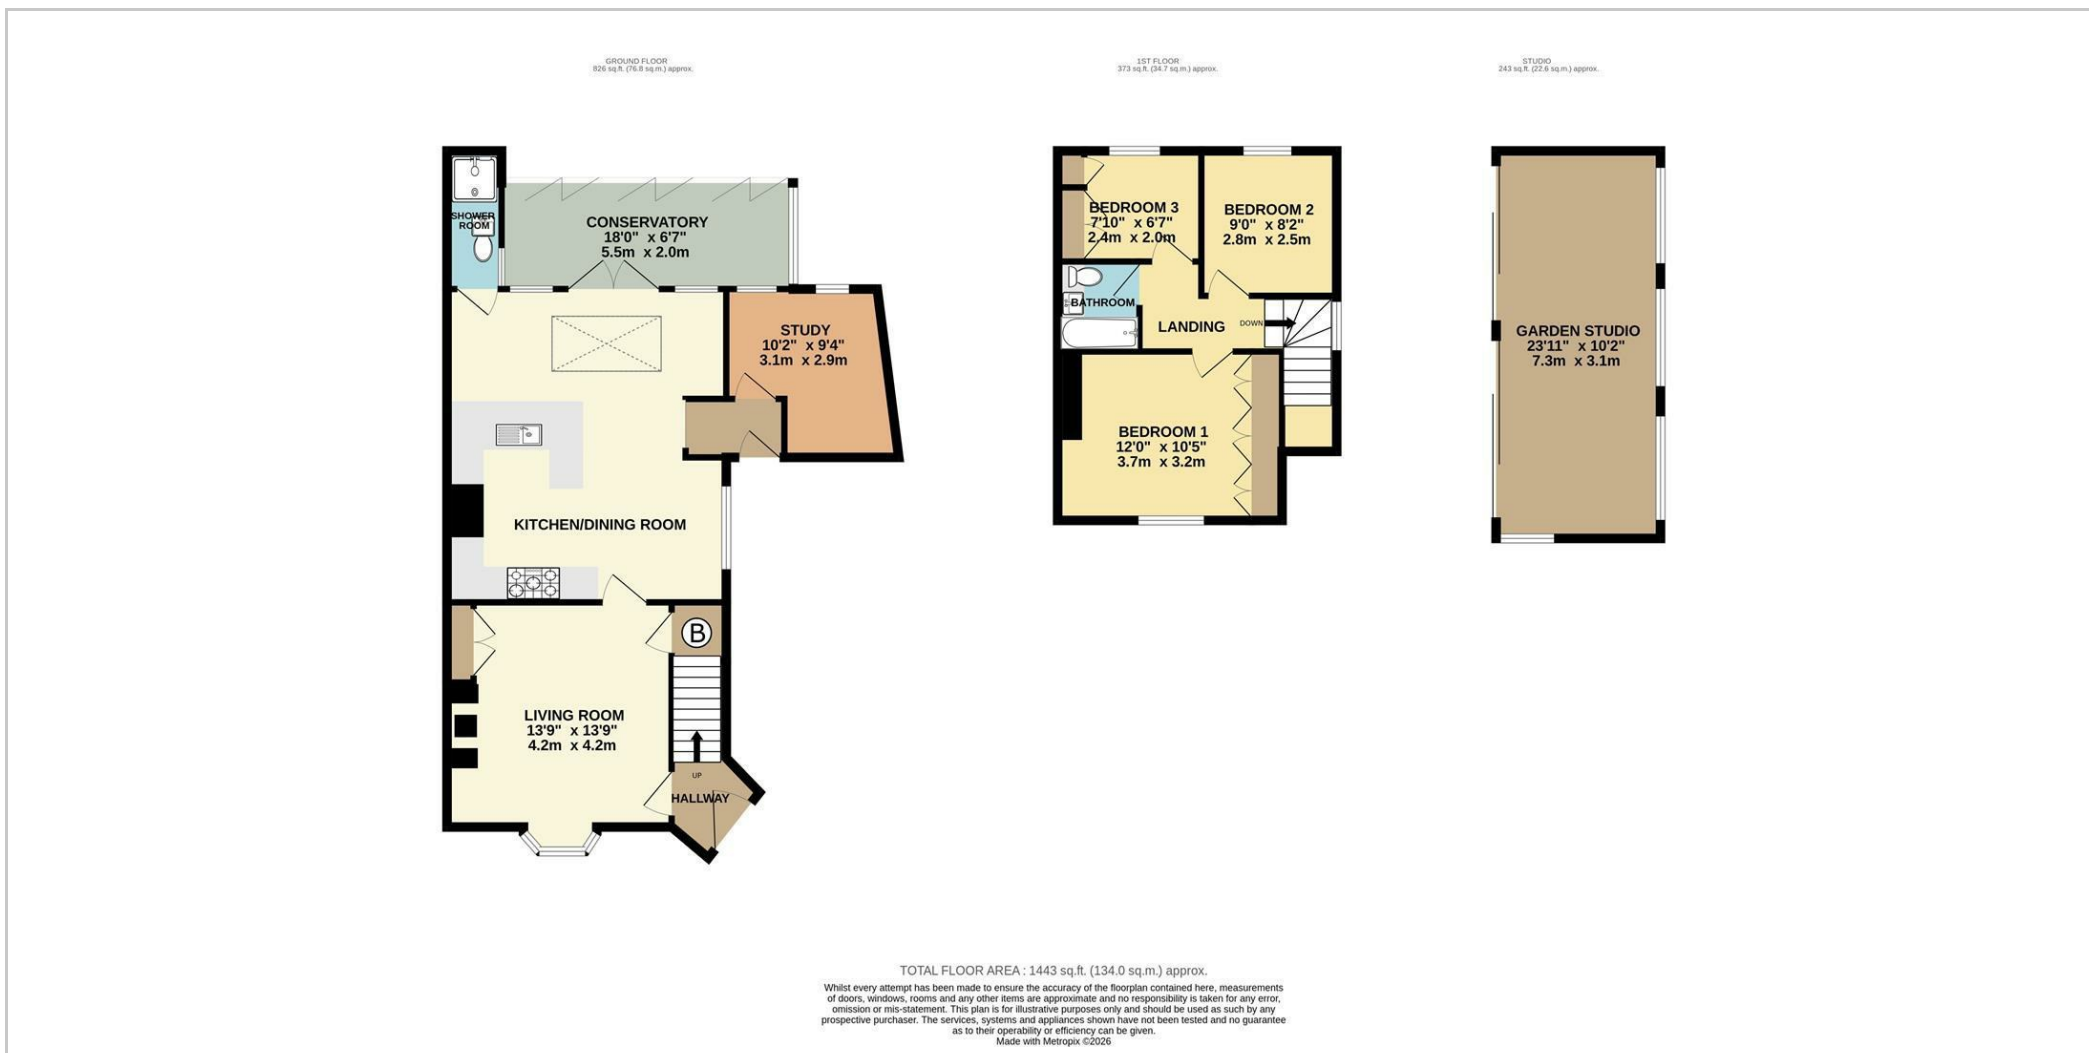 GROUND FLOOR
826 sq.ft. (76.8 sq.m.) approx.
1ST FLOOR
373 sq.ft. (34.7 sq.m.) approx.
STUDIO
243 sq.ft. (22.6 sq.m.) approx.
SHOWER
ROOM
CONSERVATORY
18'0" x 6'7"
5.5m x 2.0m
STUDY
10'2" x 9'4"
3.1m x 2.9m
KITCHEN/DINING ROOM
B
LIVING ROOM
13'9" x 13'9"
4.2m x 4.2m
UP
HALLWAY
BEDROOM 3
7'10" x 6'7"
2.4m x 2.0m
BEDROOM 2
9'0" x 8'2"
2.8m x 2.5m
BATHROOM
LANDING
DOWN
BEDROOM 1
12'0" x 10'5"
3.7m x 3.2m
GARDEN STUDIO
23'11" x 10'2"
7.3m x 3.1m
TOTAL FLOOR AREA : 1443 sq.ft. (134.0 sq.m.) approx.
Whilst every attempt has been made to ensure the accuracy of the floorplan contained here, measurements
of doors, windows, rooms and any other items are approximate and no responsibility is taken for any error,
omission or mis-statement. This plan is for illustrative purposes only and should be used as such by any
prospective purchaser. The services, systems and appliances shown have not been tested and no guarantee
as to their operability or efficiency can be given.
Made with Metropix ©2026